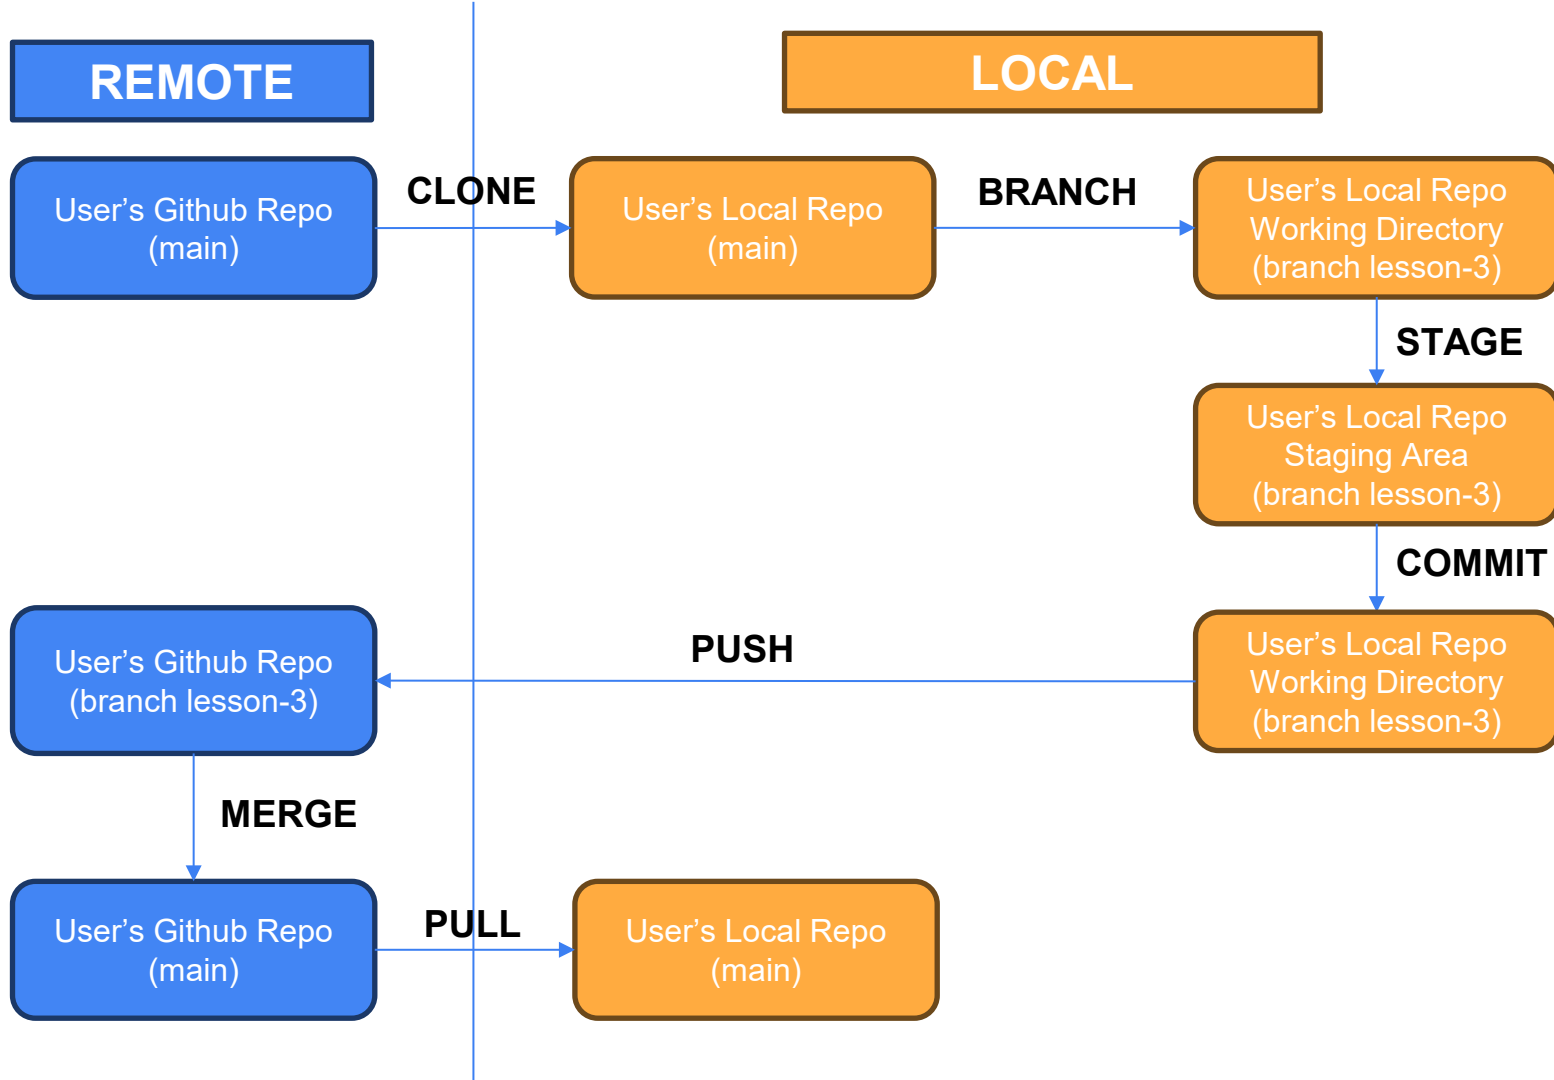 REMOTE
LOCAL
User’s Github Repo
(main)
CLONE
User’s Local Repo
(main)
BRANCH
User’s Local Repo
Working Directory
(branch lesson-3)
STAGE
User’s Local Repo
Staging Area
(branch lesson-3)
COMMIT
User’s Local Repo
Working Directory
(branch lesson-3)
PUSH
User’s Github Repo
(branch lesson-3)
MERGE
User’s Github Repo
(main)
PULL
User’s Local Repo
(main)